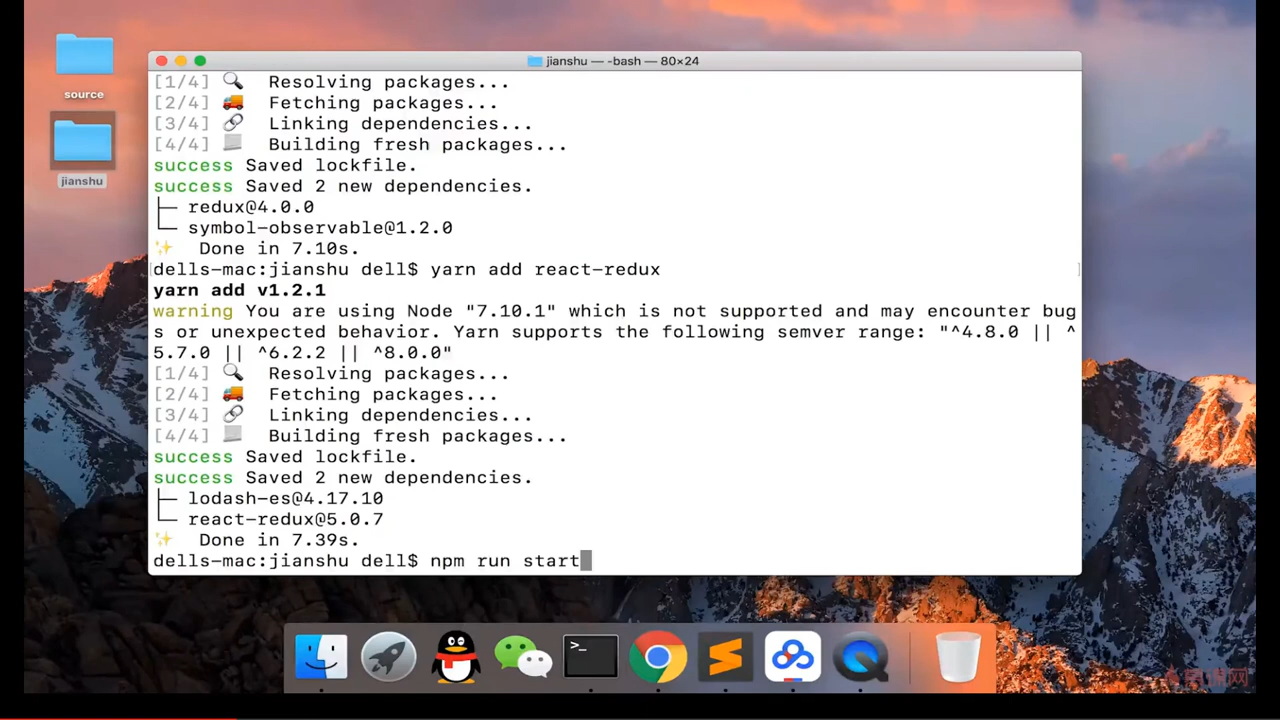 source
jianshu
jianshu — -bash — 80×24
[1/4] 🔍 Resolving packages...
[2/4] 🚚 Fetching packages...
[3/4] 🔗 Linking dependencies...
[4/4] 📃 Building fresh packages...
success Saved lockfile.
success Saved 2 new dependencies.
├─ redux@4.0.0
└─ symbol-observable@1.2.0
✨ Done in 7.10s.
dells-mac:jianshu dell$ yarn add react-redux
yarn add v1.2.1
warning You are using Node "7.10.1" which is not supported and may encounter bug
s or unexpected behavior. Yarn supports the following semver range: "^4.8.0 || ^
5.7.0 || ^6.2.2 || ^8.0.0"
[1/4] 🔍 Resolving packages...
[2/4] 🚚 Fetching packages...
[3/4] 🔗 Linking dependencies...
[4/4] 📃 Building fresh packages...
success Saved lockfile.
success Saved 2 new dependencies.
├─ lodash-es@4.17.10
└─ react-redux@5.0.7
✨ Done in 7.39s.
dells-mac:jianshu dell$ npm run start